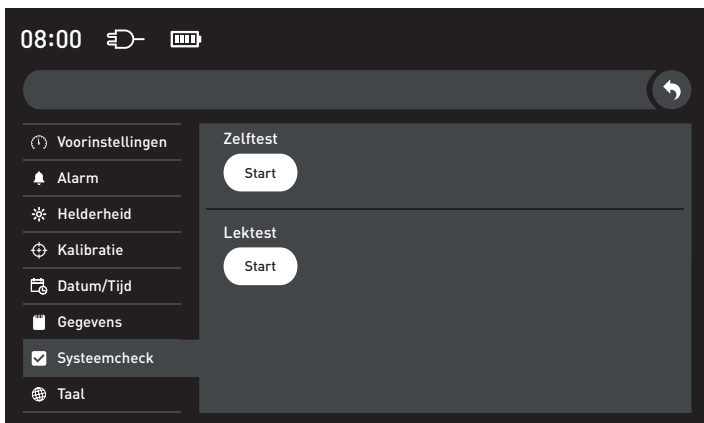 08:00
Voorinstellingen
Alarm
Helderheid
Kalibratie
Datum/Tijd
Gegevens
Systeemcheck
Taal
Zelftest
Start
Lektest
Start